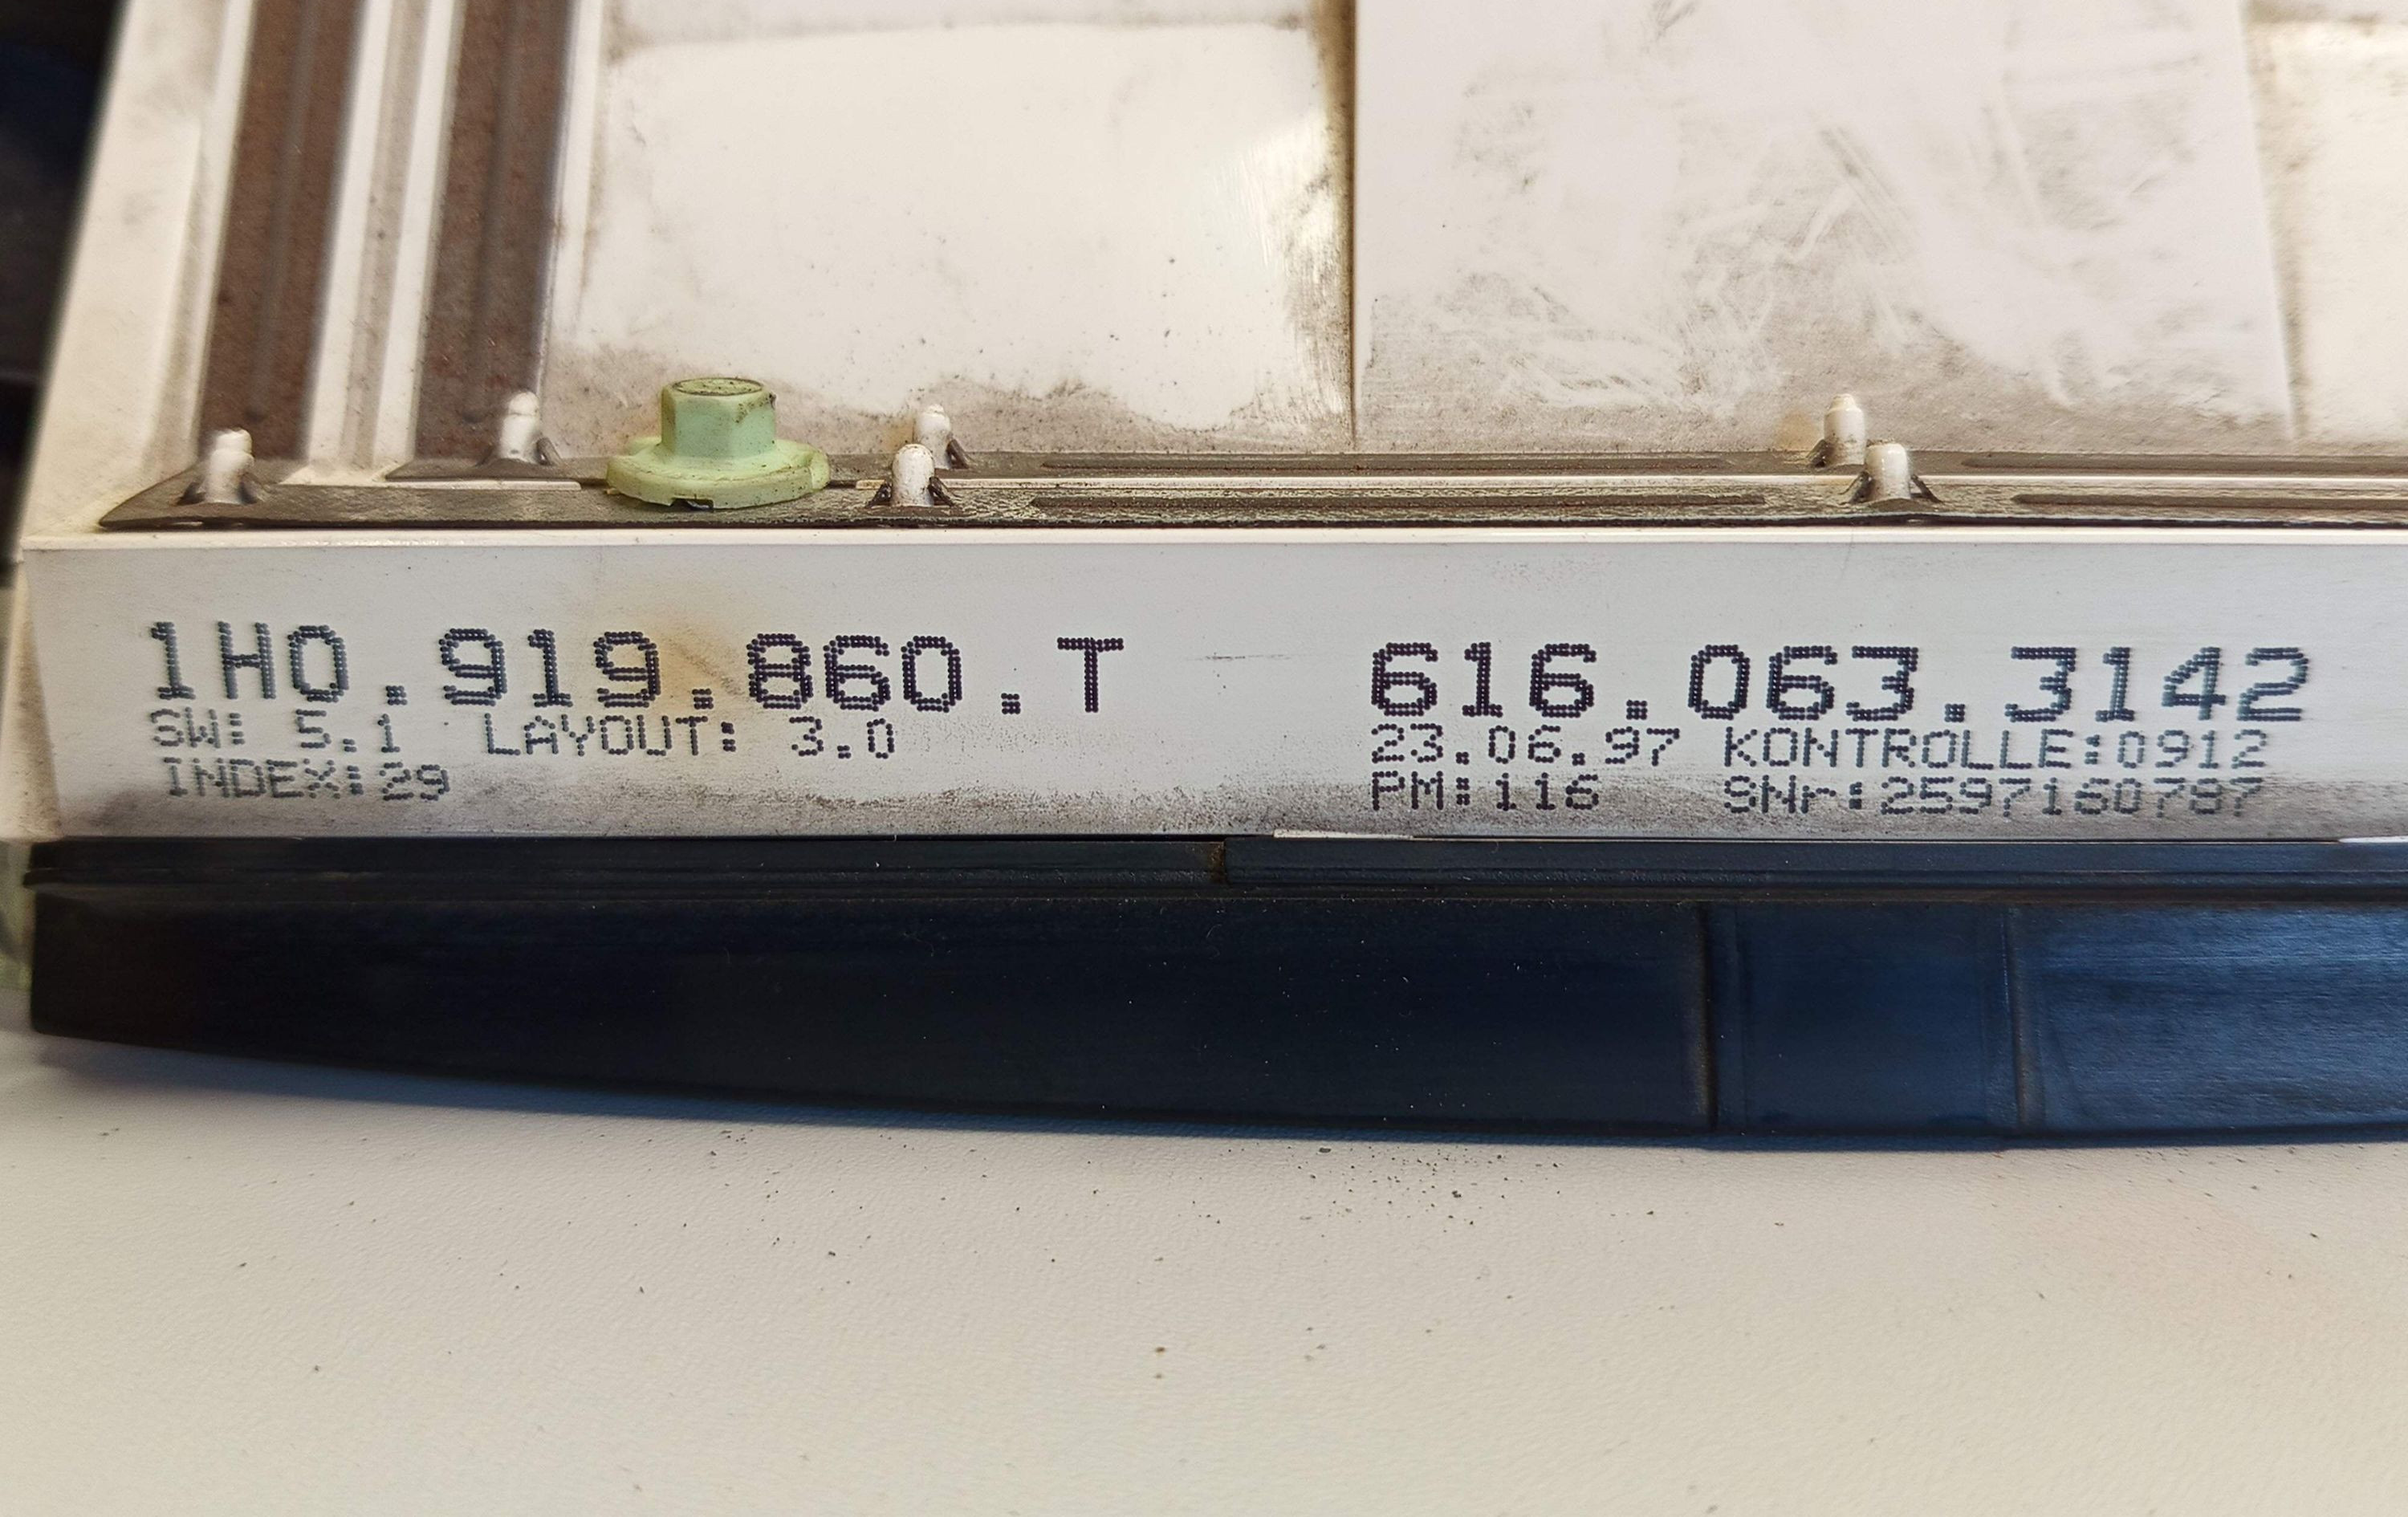 1H0.919.860.T
SW: 5.1 LAYOUT: 3.0
INDEX:29
616.063.3142
23.06.97 KONTROLLE:0912
PM:116 SNr:2597160787